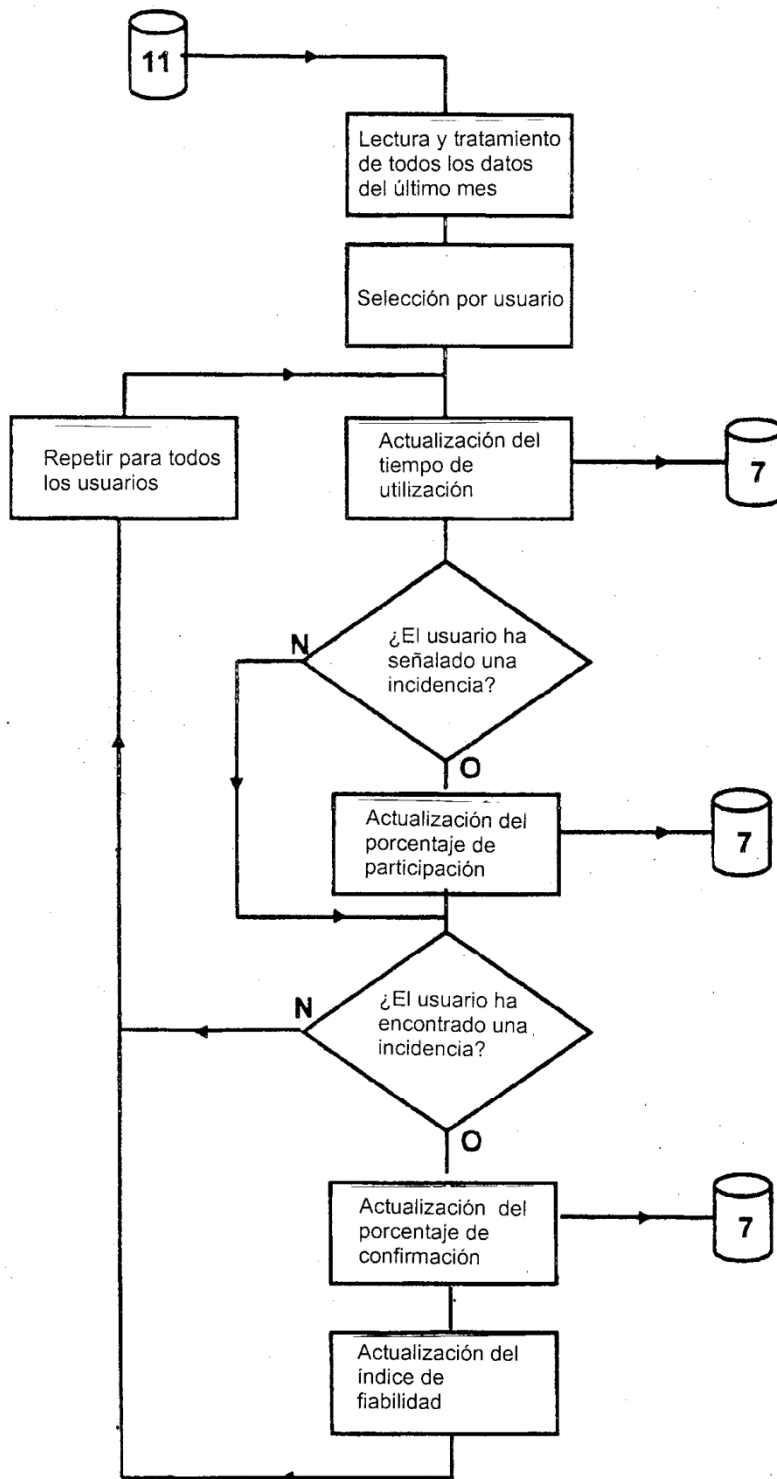 11
Lectura y tratamiento
de todos los datos
del último mes
Selección por usuario
Repetir para todos
los usuarios
Actualización del
tiempo de
utilización
7
N
¿El usuario ha
señalado una
incidencia?
O
Actualización del
porcentaje de
participación
7
N
¿El usuario ha
encontrado una
incidencia?
O
Actualización del
porcentaje de
confirmación
7
Actualización del
índice de
fiabilidad